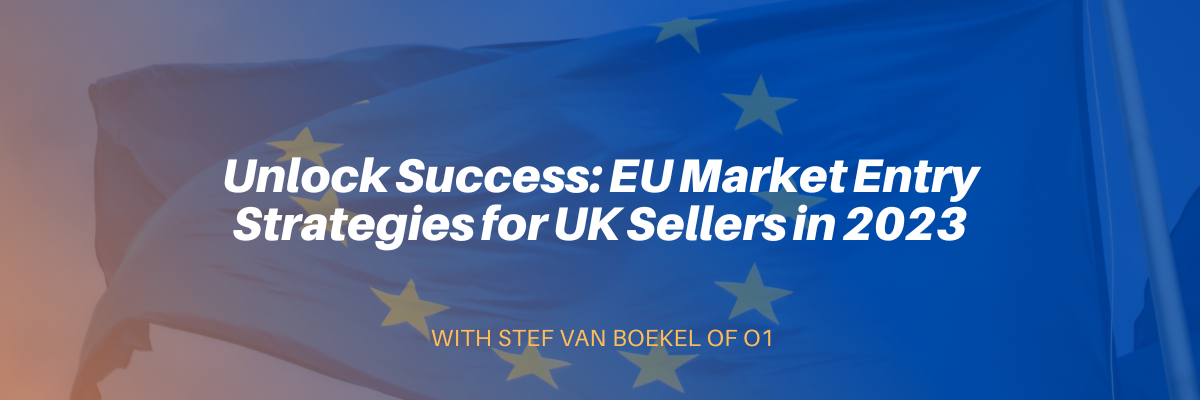 Unlock Success: EU Market Entry
Strategies for UK Sellers in 2023
WITH STEF VAN BOEKEL OF O1